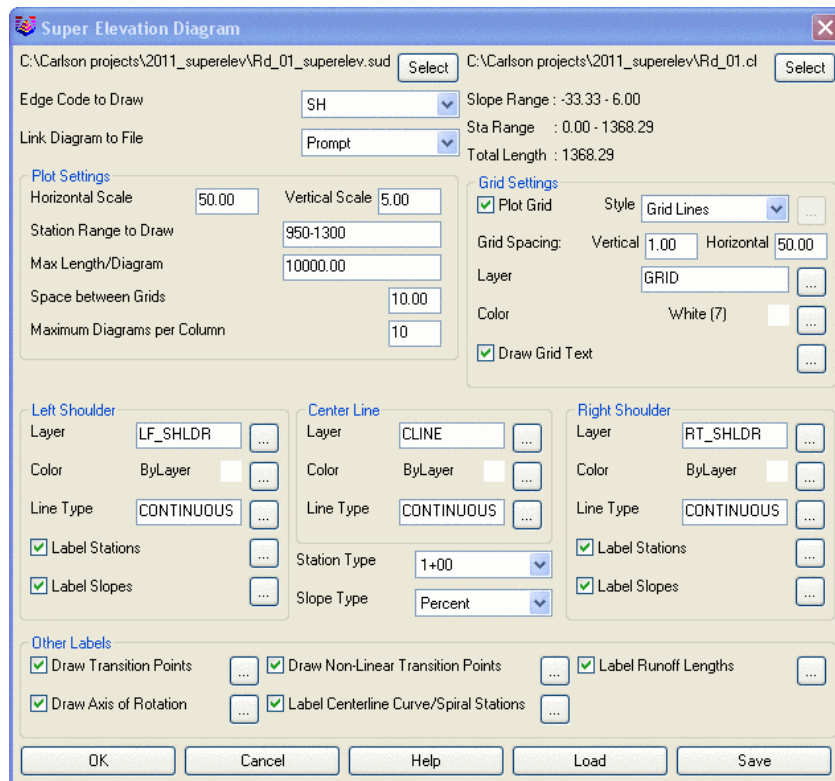 Super Elevation Diagram
C:\Carlson projects\2011_superelev\Rd_01_superelev.sud Select C:\Carlson projects\2011_superelev\Rd_01.cl Select
Edge Code to Draw SH Slope Range : -33.33 - 6.00
Sta Range : 0.00 - 1368.29
Link Diagram to File Prompt
Total Length : 1368.29
Plot Settings
Horizontal Scale 50.00 Vertical Scale 5.00
Station Range to Draw 950-1300
Max Length/Diagram 10000.00
Space between Grids 10.00
Maximum Diagrams per Column 10
Grid Settings
Plot Grid Style Grid Lines ...
Grid Spacing: Vertical 1.00 Horizontal 50.00
Layer GRID ...
Color White (7) ...
Draw Grid Text ...
Left Shoulder
Layer LF_SHLDR ...
Color ByLayer ...
Line Type CONTINUOUS ...
Label Stations ...
Label Slopes ...
Center Line
Layer CLINE ...
Color ByLayer ...
Line Type CONTINUOUS ...
Station Type 1+00
Slope Type Percent
Right Shoulder
Layer RT_SHLDR ...
Color ByLayer ...
Line Type CONTINUOUS ...
Label Stations ...
Label Slopes ...
Other Labels
Draw Transition Points ... Draw Non-Linear Transition Points ... Label Runoff Lengths ...
Draw Axis of Rotation ... Label Centerline Curve/Spiral Stations ...
OK Cancel Help Load Save